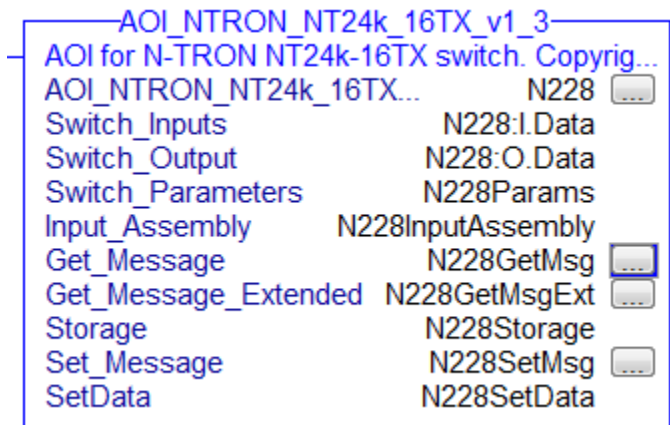 AOI_NTRON_NT24k_16TX_v1_3
AOI for N-TRON NT24k-16TX switch. Copyrig...
AOI_NTRON_NT24k_16TX... N228 ...
Switch_Inputs N228:I.Data
Switch_Output N228:O.Data
Switch_Parameters N228Params
Input_Assembly N228InputAssembly
Get_Message N228GetMsg ...
Get_Message_Extended N228GetMsgExt ...
Storage N228Storage
Set_Message N228SetMsg ...
SetData N228SetData